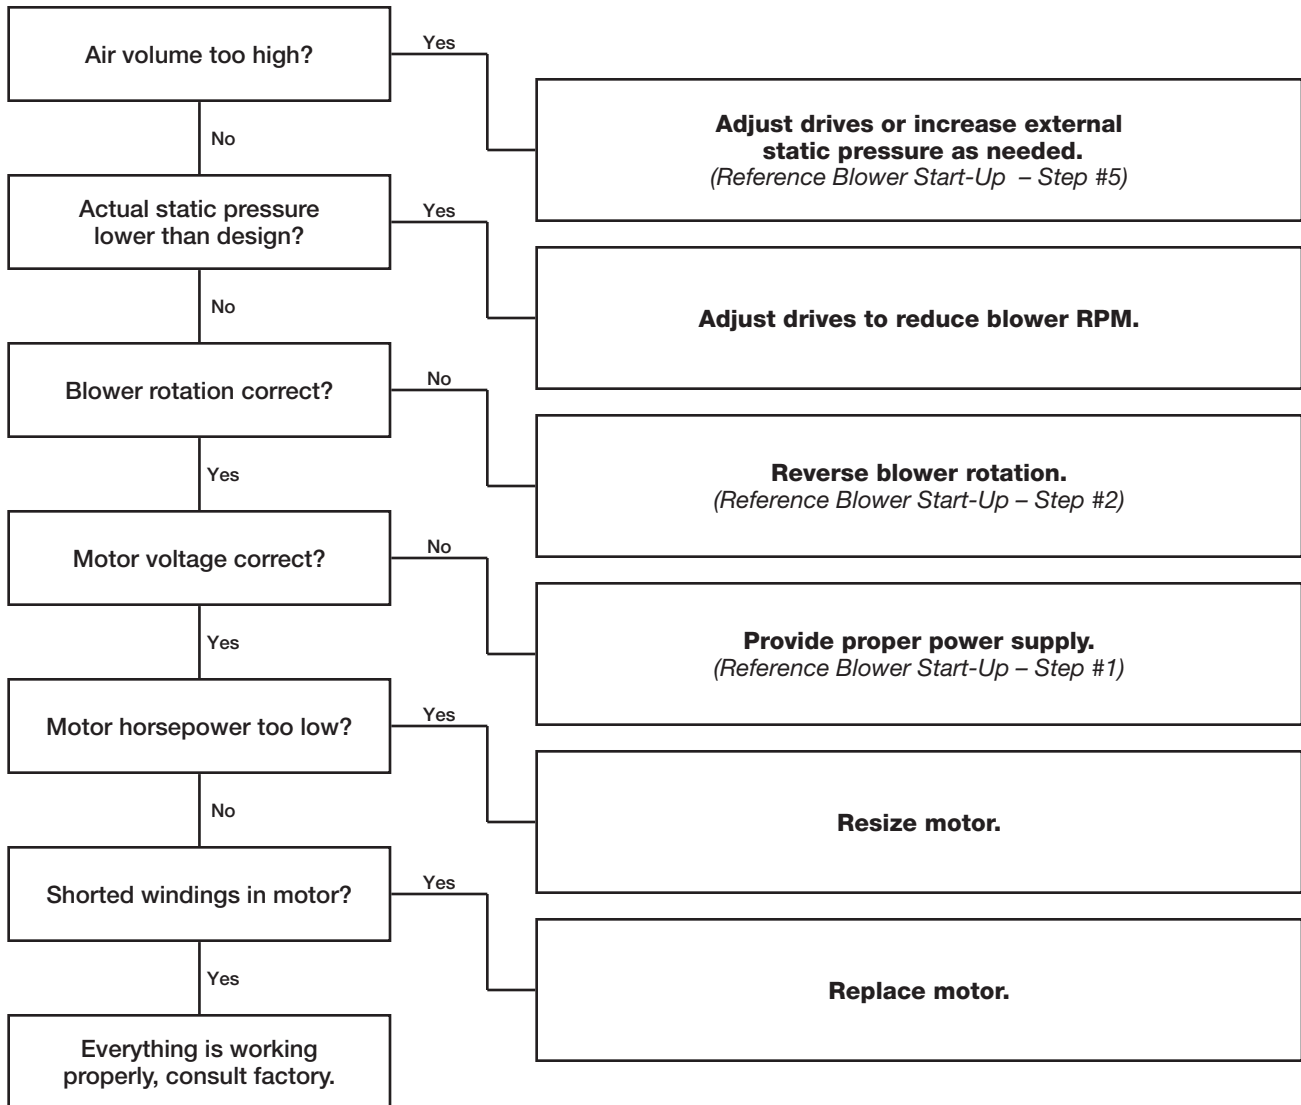 Air volume too high?
Yes
Adjust drives or increase external
static pressure as needed.
(Reference Blower Start-Up – Step #5)
No
Actual static pressure
lower than design?
Yes
Adjust drives to reduce blower RPM.
No
Blower rotation correct?
No
Reverse blower rotation.
(Reference Blower Start-Up – Step #2)
Yes
Motor voltage correct?
No
Provide proper power supply.
(Reference Blower Start-Up – Step #1)
Yes
Motor horsepower too low?
Yes
Resize motor.
No
Shorted windings in motor?
Yes
Replace motor.
Yes
Everything is working
properly, consult factory.